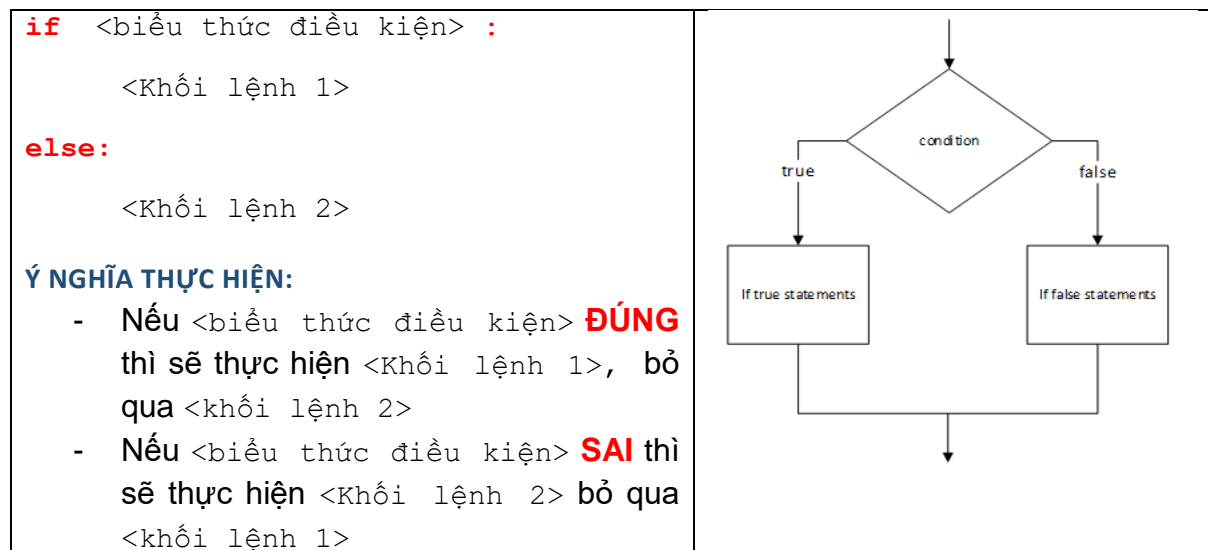 if <biểu thức điều kiện> :
<Khối lệnh 1>
else:
<Khối lệnh 2>
Ý NGHĨA THỰC HIỆN:
- Nếu <biểu thức điều kiện> ĐÚNG
thì sẽ thực hiện <Khối lệnh 1>, bỏ
qua <khối lệnh 2>
- Nếu <biểu thức điều kiện> SAI thì
sẽ thực hiện <Khối lệnh 2> bỏ qua
<khối lệnh 1>
condition
true
false
If true statements
If false statements